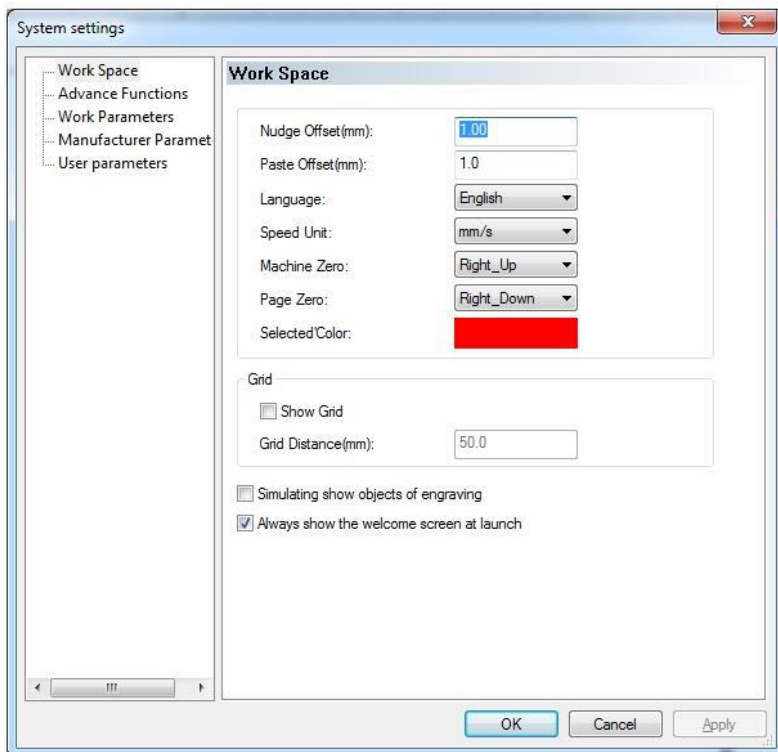 System settings
Work Space
Advance Functions
Work Parameters
Manufacturer Paramet
User parameters
Work Space
Nudge Offset(mm): 1.00
Paste Offset(mm): 1.0
Language: English
Speed Unit: mm/s
Machine Zero: Right_Up
Page Zero: Right_Down
Selected'Color:
Grid
Show Grid
Grid Distance(mm): 50.0
Simulating show objects of engraving
Always show the welcome screen at launch
OK Cancel Apply